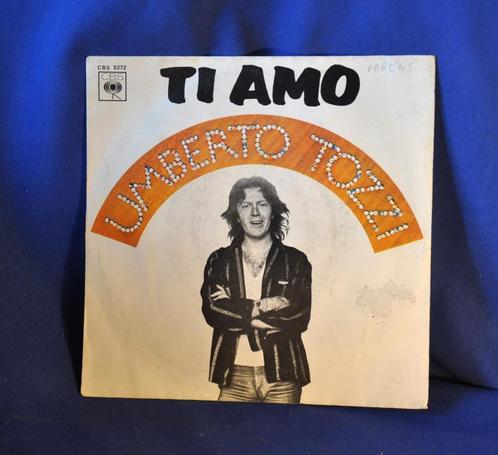 CBS 5272
CBS
TI AMO
UMBERTO TOZZI